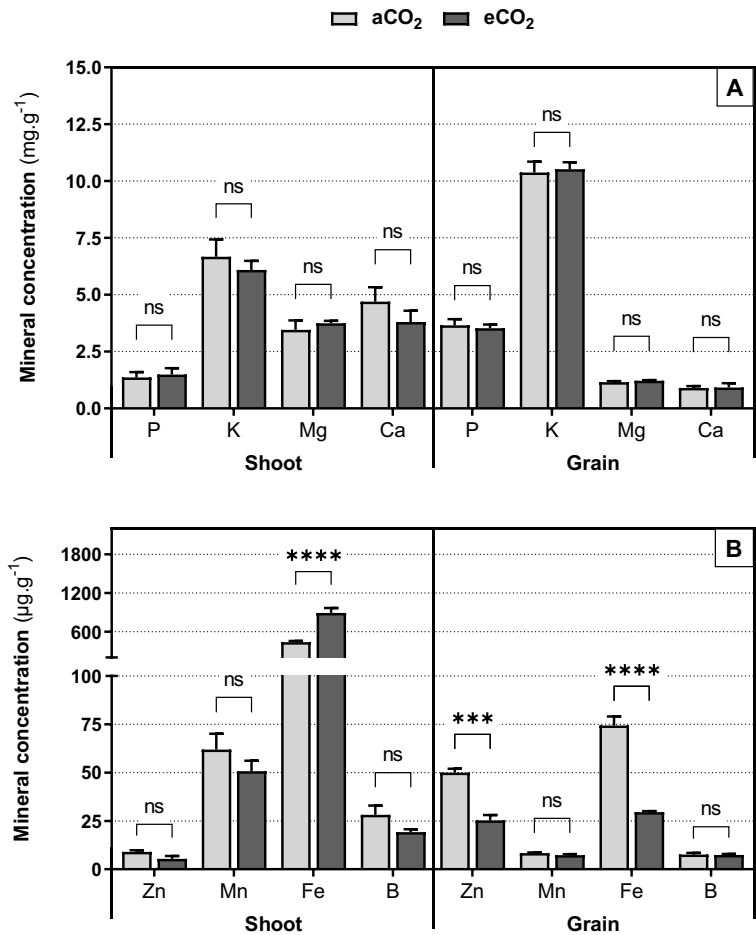 aCO₂ eCO₂
A
Mineral concentration (mg.g⁻¹)
15.0
12.5
10.0
7.5
5.0
2.5
0.0
ns ns ns ns ns ns ns ns
P K Mg Ca P K Mg Ca
Shoot Grain
B
Mineral concentration (µg.g⁻¹)
1800
1200
600
100
75
50
25
0
ns ns **** ns *** ns **** ns
Zn Mn Fe B Zn Mn Fe B
Shoot Grain